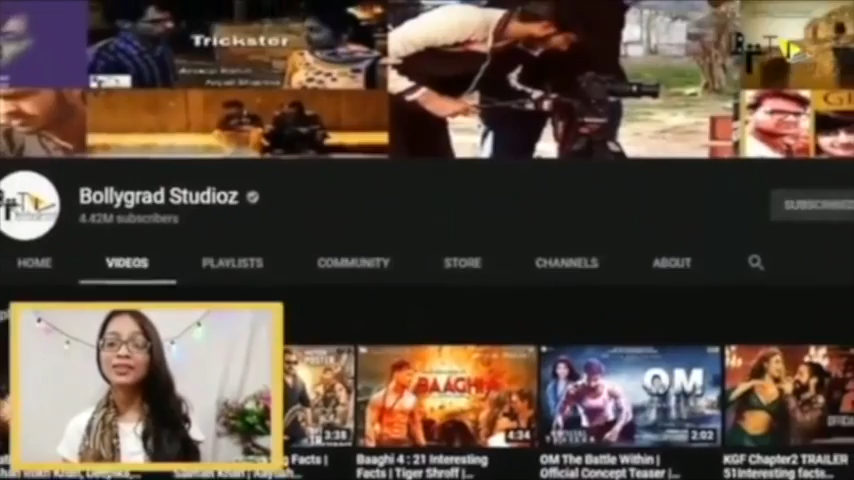 Trickster
Bollygrad Studioz
4.42M subscribers
SUBSCRIBED
HOME VIDEOS PLAYLISTS COMMUNITY STORE CHANNELS ABOUT
BAAGHI
OM
3:38
4:34
2:02
Facts |
Baaghi 4 : 21 Interesting
Facts | Tiger Shroff |...
OM The Battle Within |
Official Concept Teaser |...
KGF Chapter2 TRAILER
51Interesting facts...